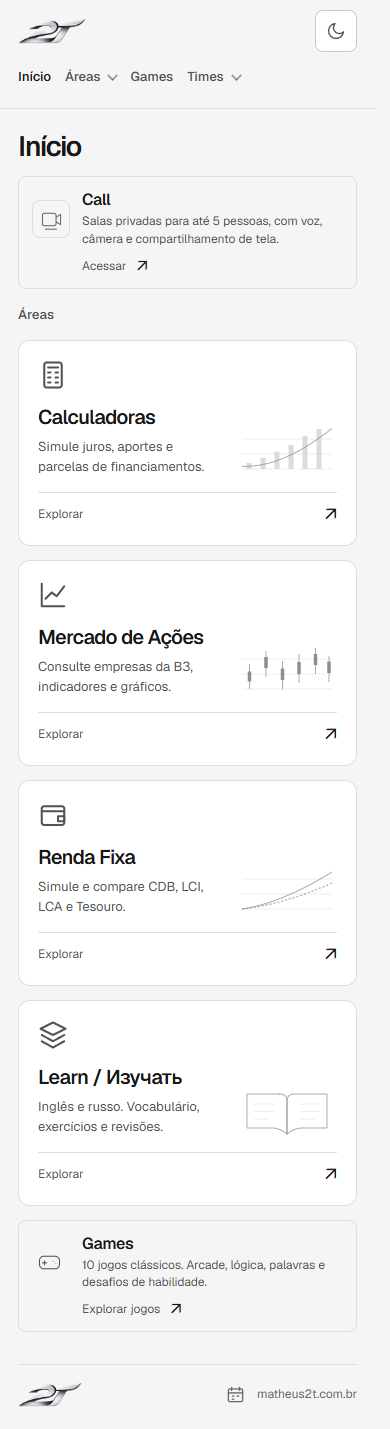 2T
Início Áreas Games Times
Início
Call
Salas privadas para até 5 pessoas, com voz,
câmera e compartilhamento de tela.
Acessar
Áreas
Calculadoras
Simule juros, aportes e
parcelas de financiamentos.
Explorar
Mercado de Ações
Consulte empresas da B3,
indicadores e gráficos.
Explorar
Renda Fixa
Simule e compare CDB, LCI,
LCA e Tesouro.
Explorar
Learn / Изучать
Inglês e russo. Vocabulário,
exercícios e revisões.
Explorar
Games
10 jogos clássicos. Arcade, lógica, palavras e
desafios de habilidade.
Explorar jogos
2T
matheus2t.com.br